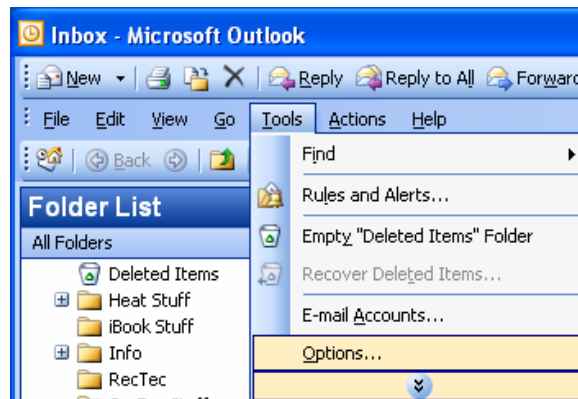 Inbox - Microsoft Outlook
New Reply Reply to All Forward
File Edit View Go Tools Actions Help
Back Find
Folder List
Rules and Alerts...
All Folders
Empty "Deleted Items" Folder
Deleted Items
Recover Deleted Items...
Heat Stuff
iBook Stuff
E-mail Accounts...
Info
Options...
RecTec